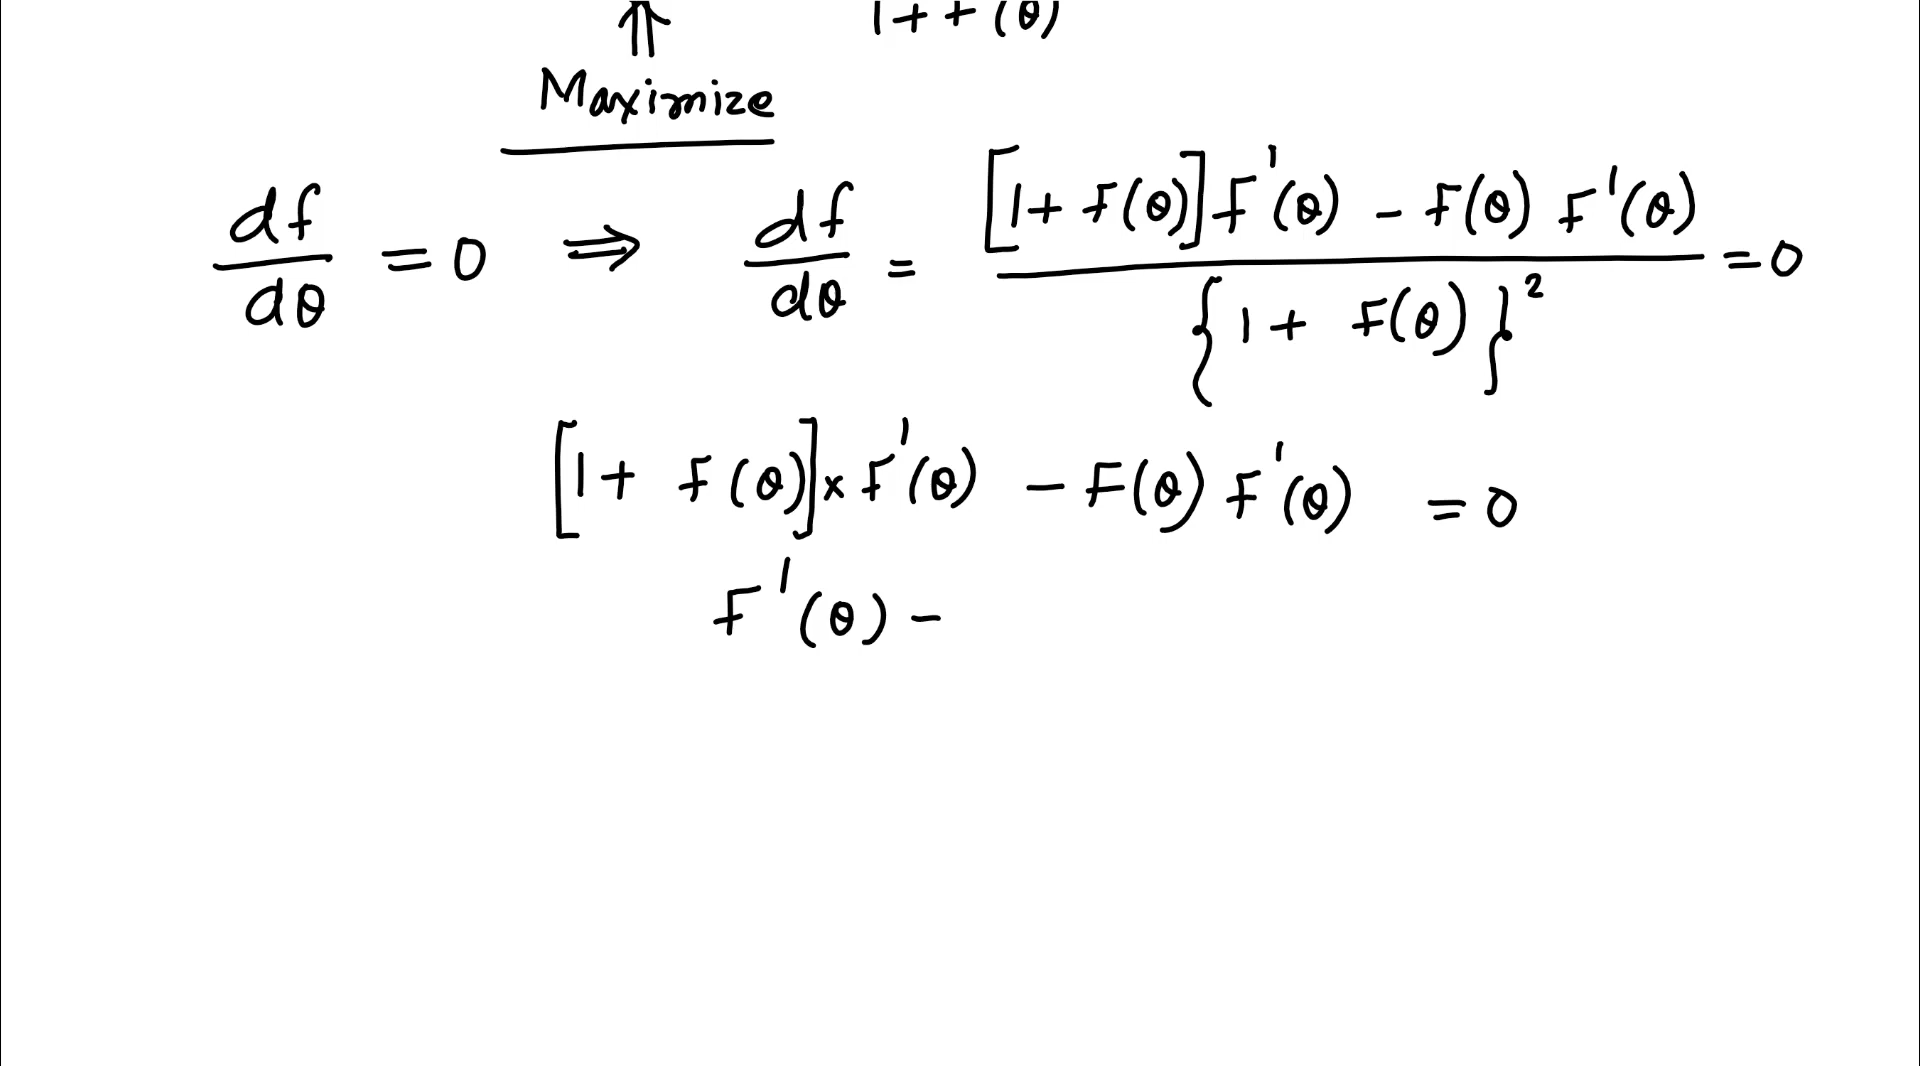 1 + F(θ)
Maximize
df/dθ = 0 ⇒ df/dθ = [1 + F(θ)] F'(θ) - F(θ) F'(θ) / {1 + F(θ)}² = 0
[1 + F(θ)] × F'(θ) - F(θ) F'(θ) = 0
F'(θ) -